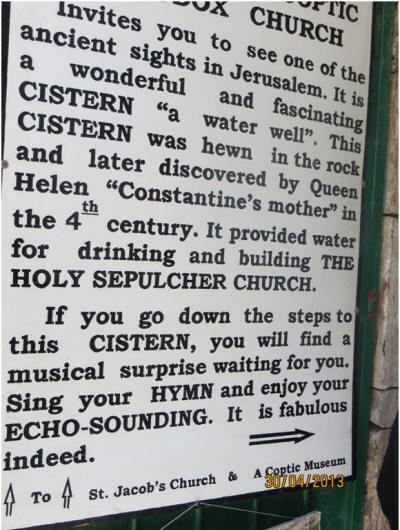 OPTIC
DOX CHURCH
Invites you to see one of the
ancient sights in Jerusalem. It is
a wonderful and fascinating
CISTERN "a water well". This
CISTERN was hewn in the rock
and later discovered by Queen
Helen "Constantine's mother" in
the 4th century. It provided water
for drinking and building THE
HOLY SEPULCHER CHURCH.
If you go down the steps to
this CISTERN, you will find a
musical surprise waiting for you.
Sing your HYMN and enjoy your
ECHO-SOUNDING. It is fabulous
indeed.
To St. Jacob's Church & A Coptic Museum
30/04/2013